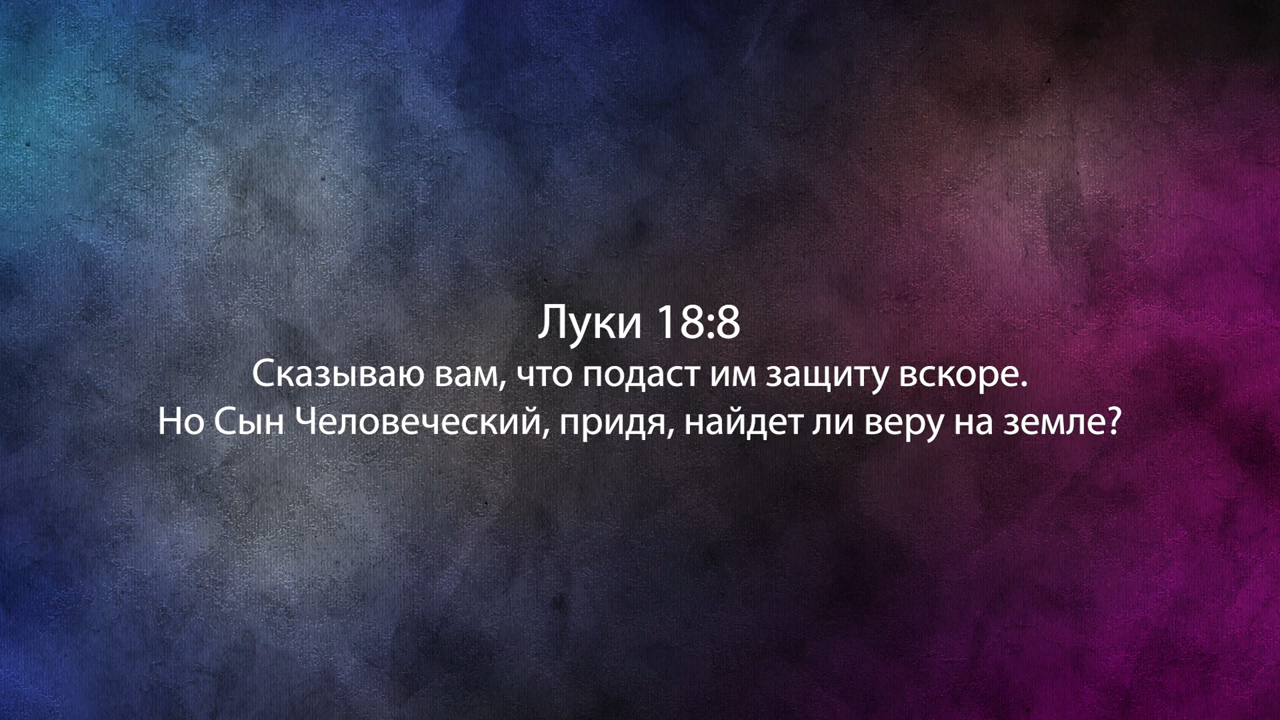 Луки 18:8
Сказываю вам, что подаст им защиту вскоре.
Но Сын Человеческий, придя, найдет ли веру на земле?